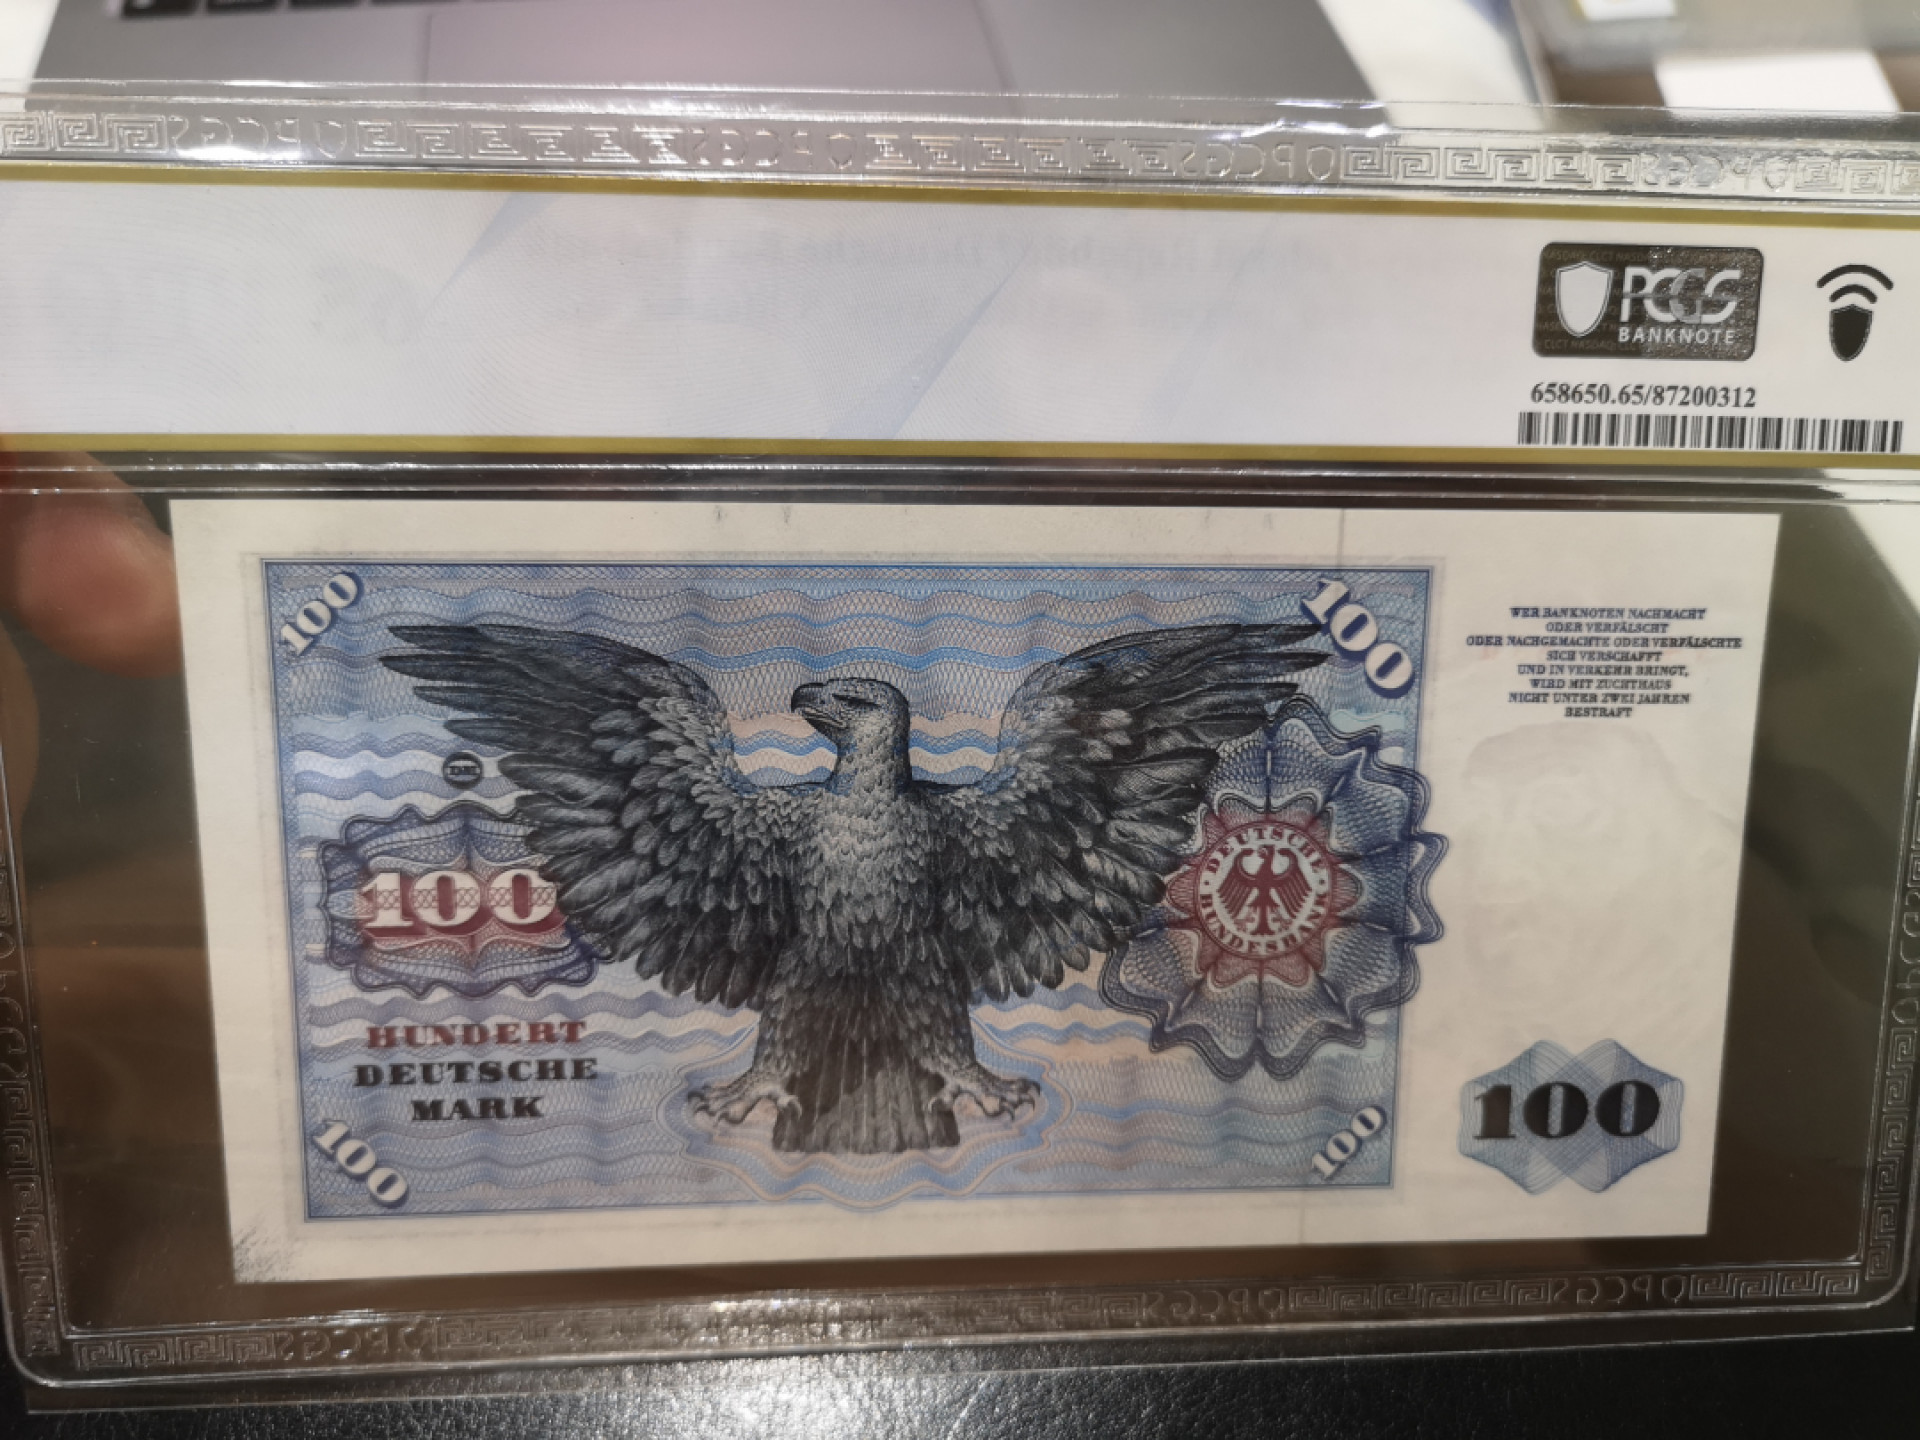 PCGS
BANKNOTE
658650.65/87200312
100
100
WER BANKNOTEN NACHMACHT
ODER VERFÄLSCHT
ODER NACHGEMACHTE ODER VERFÄLSCHTE
SICH VERSCHAFFT
UND IN VERKEHR BRINGT,
WIRD MIT ZUCHTHAUS
NICHT UNTER ZWEI JAHREN
BESTRAFT
100
DEUTSCHE
BUNDESBANK
HUNDERT
DEUTSCHE
MARK
100
100
100